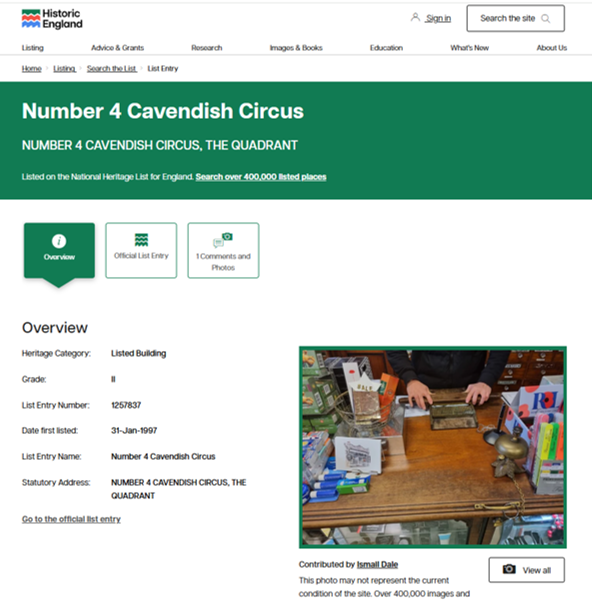 Historic
England
Sign in
Search the site
Listing
Advice & Grants
Research
Images & Books
Education
What's New
About Us
Home
Listing
Search the List
List Entry
Number 4 Cavendish Circus
NUMBER 4 CAVENDISH CIRCUS, THE QUADRANT
Listed on the National Heritage List for England. Search over 400,000 listed places
Overview
Official List Entry
1 Comments and
Photos
Overview
Heritage Category: Listed Building
Grade: II
List Entry Number: 1257837
Date first listed: 31-Jan-1997
List Entry Name: Number 4 Cavendish Circus
Statutory Address: NUMBER 4 CAVENDISH CIRCUS, THE
QUADRANT
Go to the official list entry
Contributed by Ismail Dale
View all
This photo may not represent the current
condition of the site. Over 400,000 images and